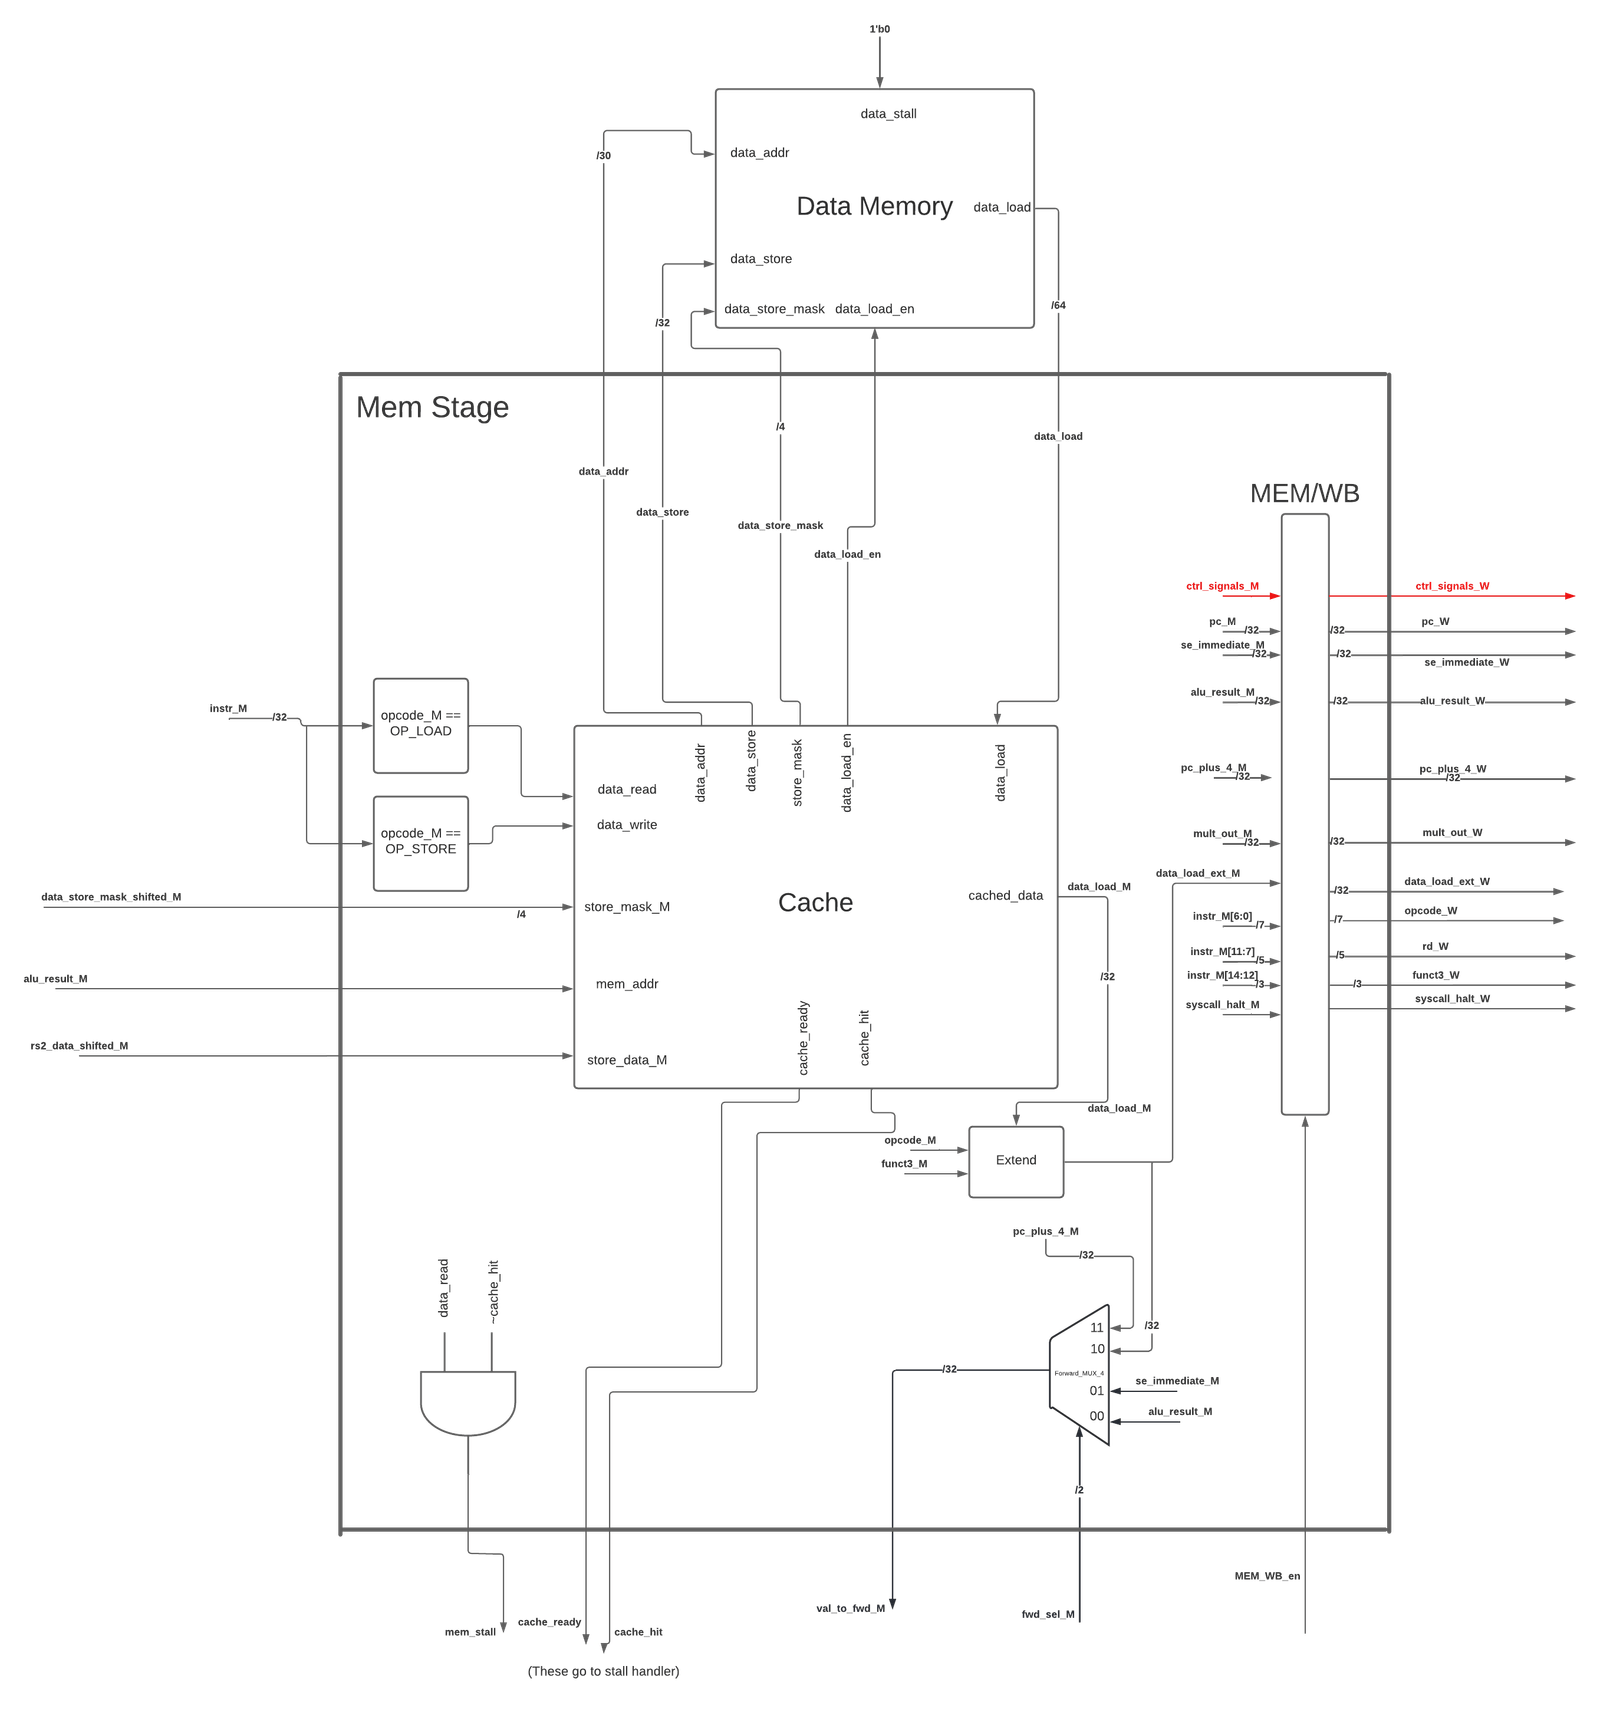 1'b0
data_stall
/30
data_addr
Data Memory
data_load
data_store
data_store_mask
data_load_en
/64
/32
Mem Stage
/4
data_load
data_addr
MEM/WB
data_store
data_store_mask
data_load_en
ctrl_signals_M
ctrl_signals_W
pc_M
/32
/32
pc_W
se_immediate_M
/32
/32
se_immediate_W
alu_result_M
/32
/32
alu_result_W
instr_M
/32
opcode_M ==
OP_LOAD
data_addr
data_store
store_mask
data_load_en
data_load
pc_plus_4_M
/32
pc_plus_4_W
/32
data_read
data_write
opcode_M ==
OP_STORE
mult_out_M
/32
/32
mult_out_W
data_load_ext_M
data_load_ext_W
/32
data_store_mask_shifted_M
/4
store_mask_M
Cache
cached_data
data_load_M
instr_M[6:0]
/7
/7
opcode_W
instr_M[11:7]
/5
/5
rd_W
alu_result_M
mem_addr
/32
instr_M[14:12]
/3
/3
funct3_W
syscall_halt_M
syscall_halt_W
cache_ready
cache_hit
rs2_data_shifted_M
store_data_M
data_load_M
opcode_M
funct3_M
Extend
pc_plus_4_M
/32
data_read
~cache_hit
11
/32
10
Forward_MUX_4
/32
01
se_immediate_M
00
alu_result_M
/2
MEM_WB_en
val_to_fwd_M
fwd_sel_M
cache_ready
mem_stall
cache_hit
(These go to stall handler)